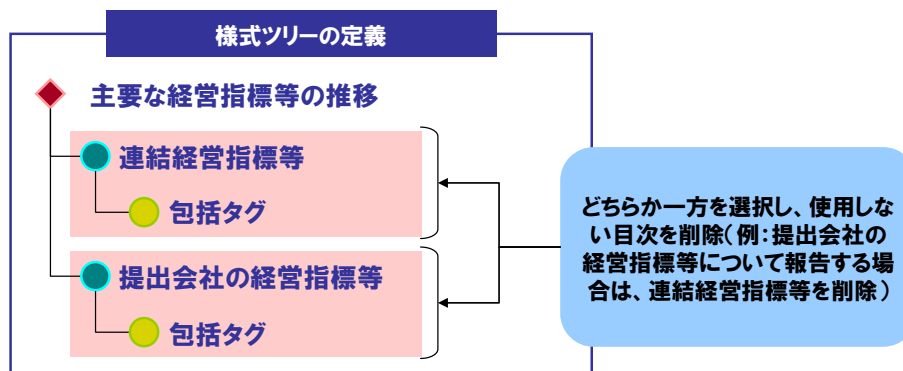 様式ツリーの定義
主要な経営指標等の推移
連結経営指標等
包括タグ
提出会社の経営指標等
包括タグ
どちらか一方を選択し、使用しな
い目次を削除(例:提出会社の
経営指標等について報告する場
合は、連結経営指標等を削除)